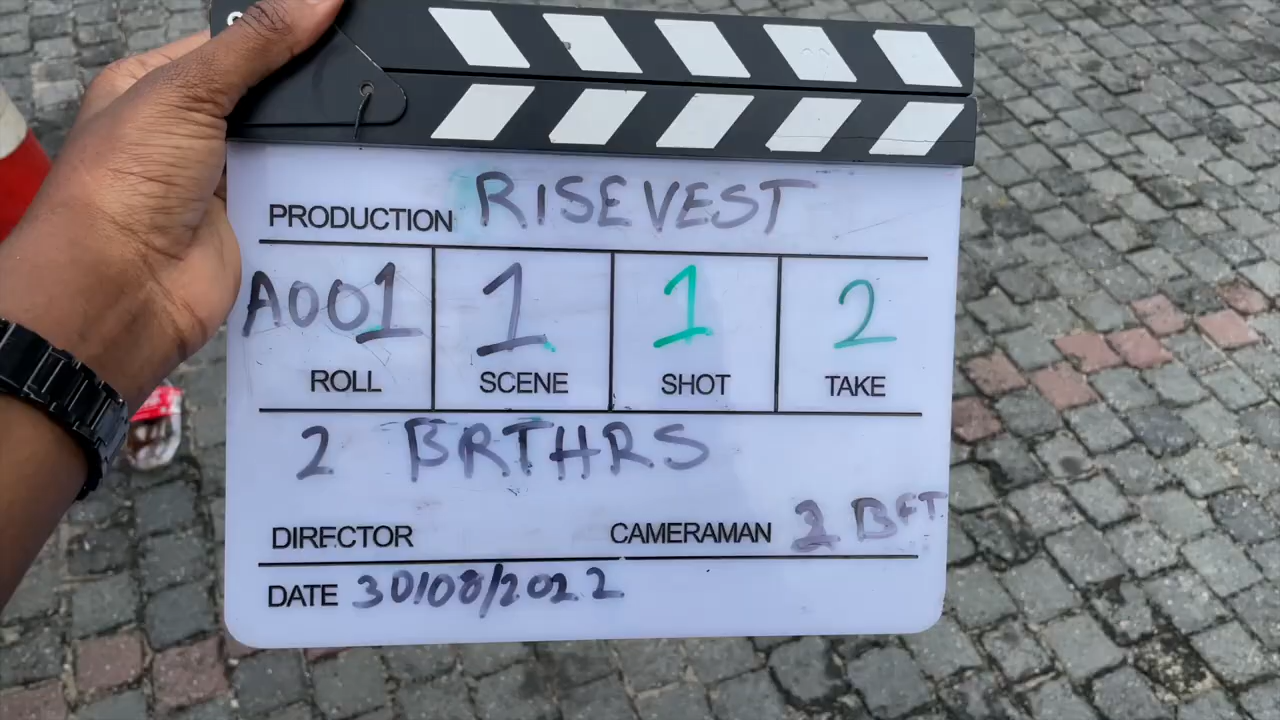 PRODUCTION RISEVEST
A001 1 1 2
ROLL SCENE SHOT TAKE
2 BRTHRS
DIRECTOR CAMERAMAN 2 BFT
DATE 30/08/2022